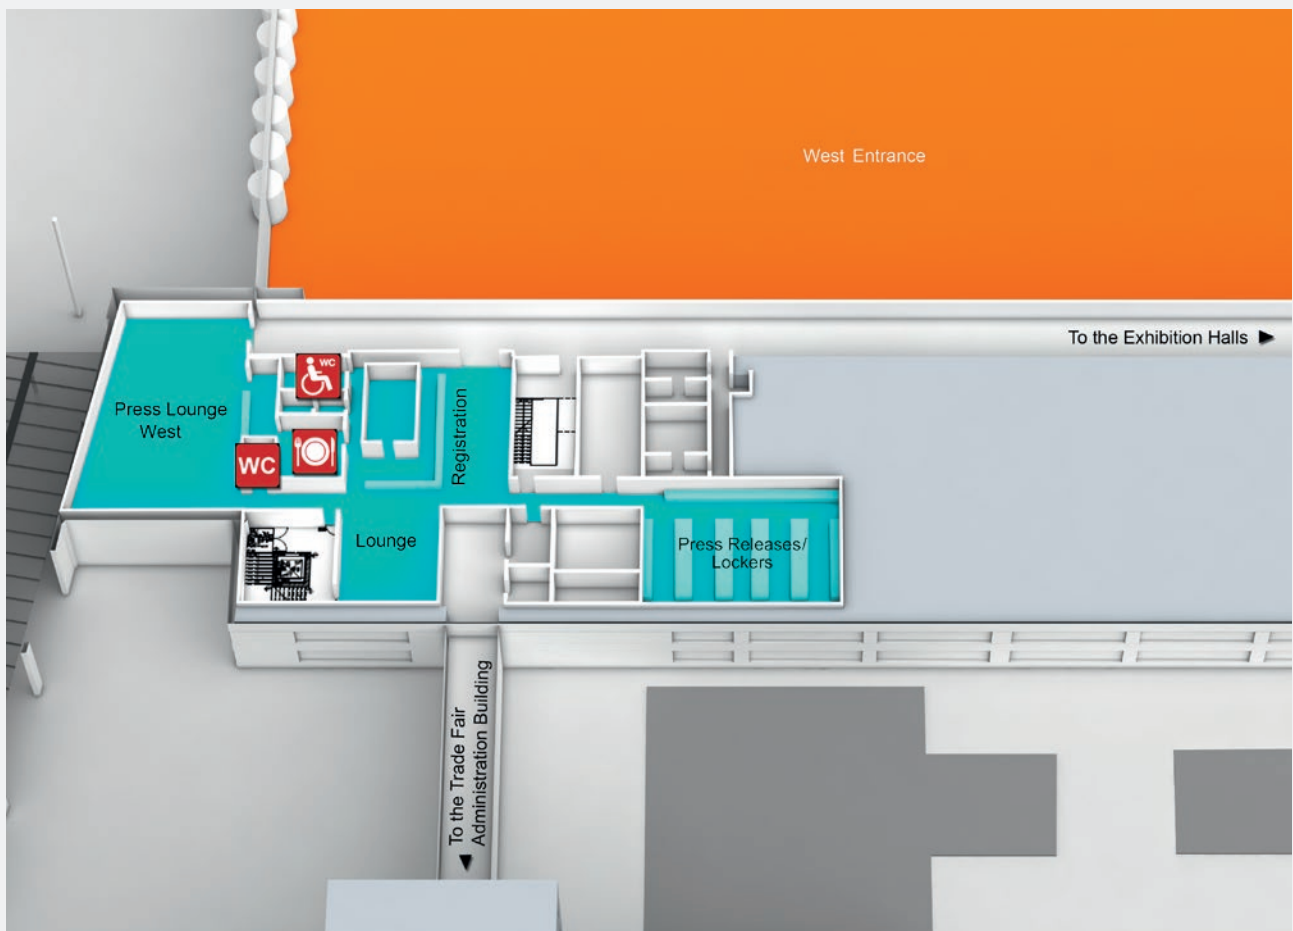 West Entrance
To the Exhibition Halls
WC
Press Lounge
West
Registration
WC
Lounge
Press Releases/
Lockers
To the Trade Fair
Administration Building